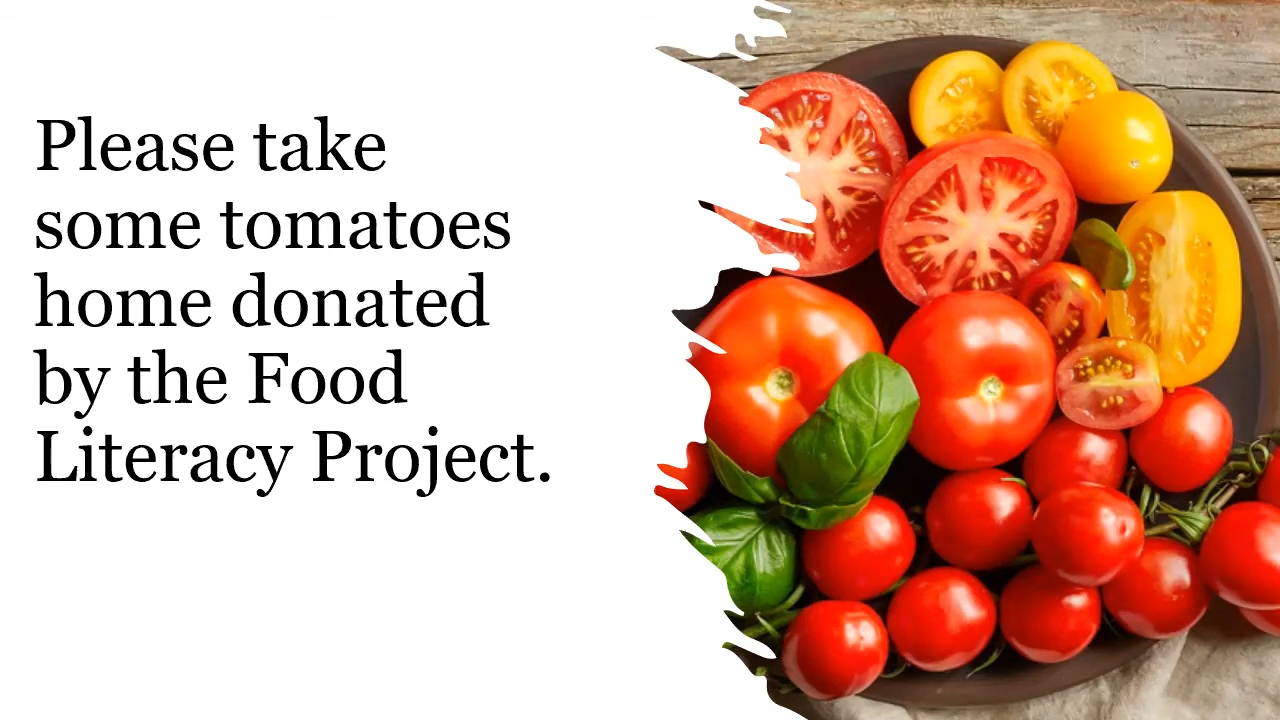 Please take
some tomatoes
home donated
by the Food
Literacy Project.